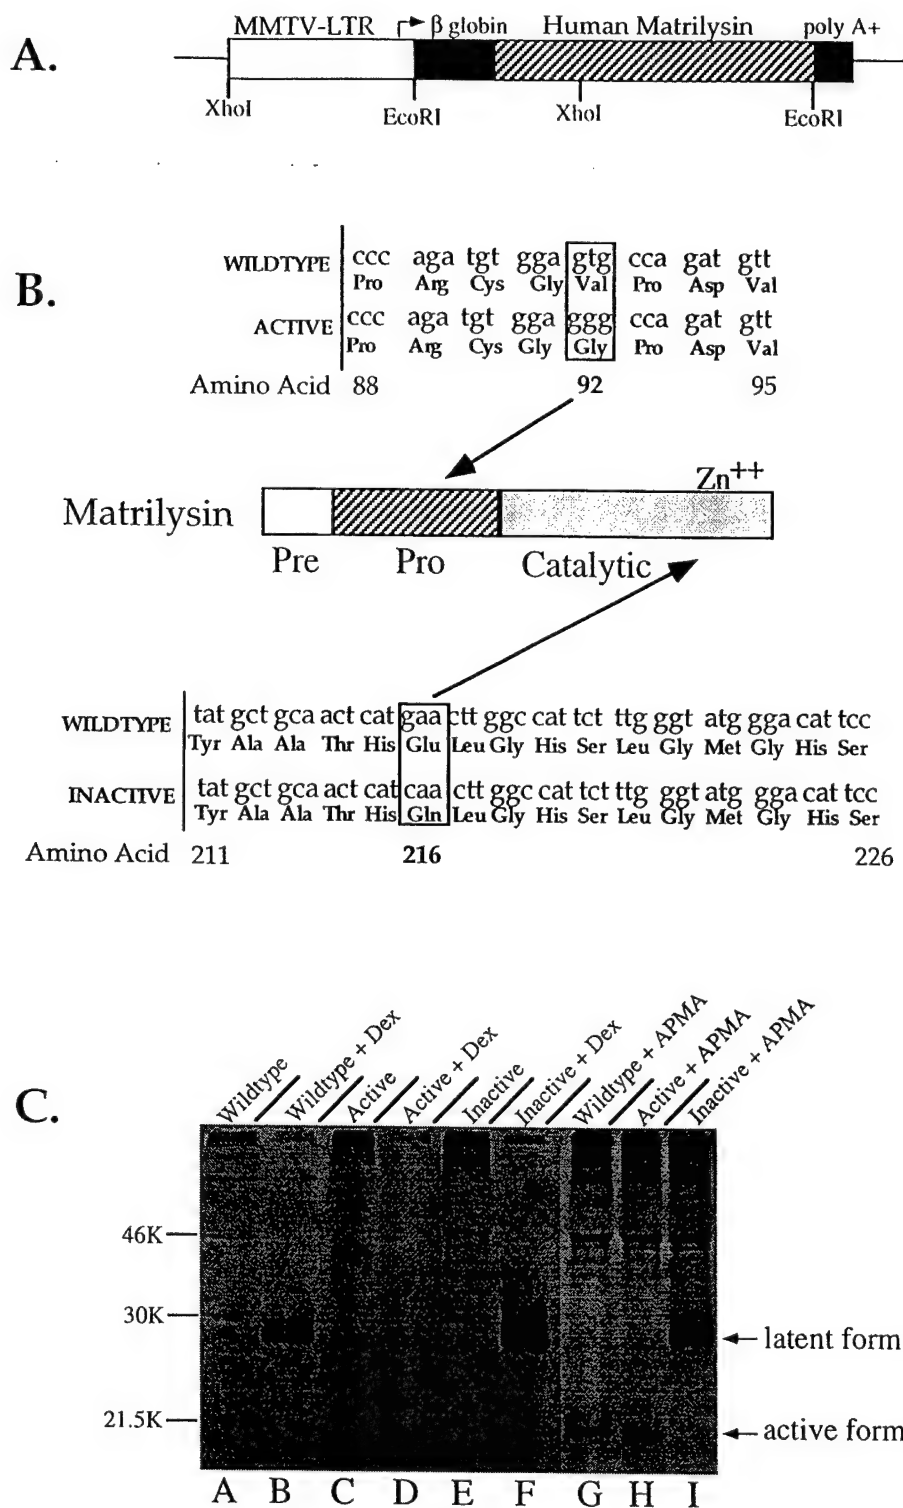 A.
MMTV-LTR β globin Human Matrilysin poly A+
XhoI EcoRI XhoI EcoRI
B.
WILDTYPE ccc aga tgt gga gtg cca gat gtt
Pro Arg Cys Gly Val Pro Asp Val
ACTIVE ccc aga tgt gga ggg cca gat gtt
Pro Arg Cys Gly Gly Pro Asp Val
Amino Acid 88 92 95
Zn++
Matrilysin
Pre Pro Catalytic
WILDTYPE tat gct gca act cat gaa ctt ggc cat tct ttg ggt atg gga cat tcc
Tyr Ala Ala Thr His Glu Leu Gly His Ser Leu Gly Met Gly His Ser
INACTIVE tat gct gca act cat caa ctt ggc cat tct ttg ggt atg gga cat tcc
Tyr Ala Ala Thr His Gln Leu Gly His Ser Leu Gly Met Gly His Ser
Amino Acid 211 216 226
C.
Wildtype
Wildtype + Dex
Active
Active + Dex
Inactive
Inactive + Dex
Wildtype + APMA
Active + APMA
Inactive + APMA
46K
30K
latent form
21.5K
active form
A B C D E F G H I